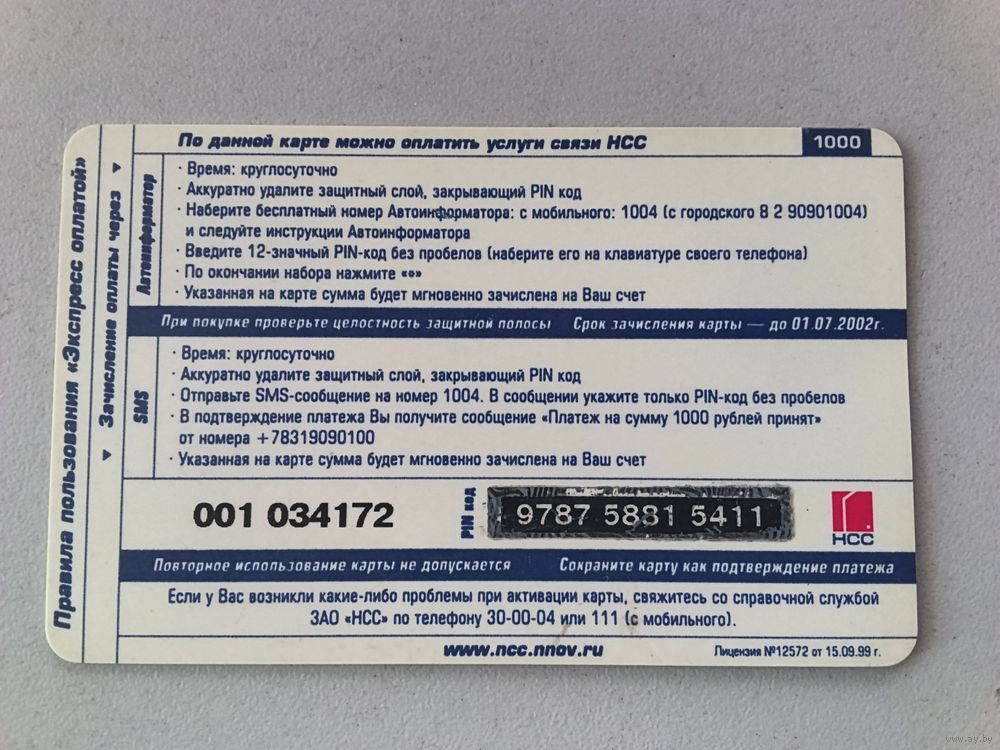 Правила пользования «Экспресс оплатой»
Зачисление оплаты через
По данной карте можно оплатить услуги связи НСС
1000
Автоинформатор
· Время: круглосуточно
· Аккуратно удалите защитный слой, закрывающий PIN код
· Наберите бесплатный номер Автоинформатора: с мобильного: 1004 (с городского 8 2 90901004)
и следуйте инструкции Автоинформатора
· Введите 12-значный PIN-код без пробелов (наберите его на клавиатуре своего телефона)
· По окончании набора нажмите «*»
· Указанная на карте сумма будет мгновенно зачислена на Ваш счет
При покупке проверьте целостность защитной полосы Срок зачисления карты — до 01.07.2002г.
SMS
· Время: круглосуточно
· Аккуратно удалите защитный слой, закрывающий PIN код
· Отправьте SMS-сообщение на номер 1004. В сообщении укажите только PIN-код без пробелов
· В подтверждение платежа Вы получите сообщение «Платеж на сумму 1000 рублей принят»
от номера +78319090100
· Указанная на карте сумма будет мгновенно зачислена на Ваш счет
001 034172
PIN код
9787 5881 5411
НСС
Повторное использование карты не допускается Сохраните карту как подтверждение платежа
Если у Вас возникли какие-либо проблемы при активации карты, свяжитесь со справочной службой
ЗАО «НСС» по телефону 30-00-04 или 111 (с мобильного).
www.ncc.nnov.ru
Лицензия №12572 от 15.09.99 г.
www.ay.by